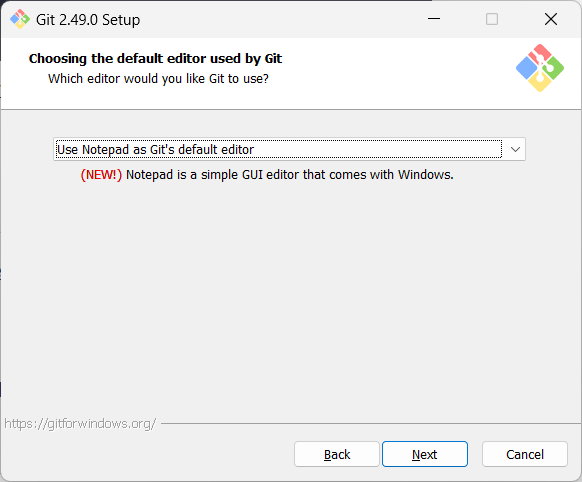 Git 2.49.0 Setup
Choosing the default editor used by Git
Which editor would you like Git to use?
Use Notepad as Git's default editor
(NEW!) Notepad is a simple GUI editor that comes with Windows.
https://gitforwindows.org/
Back Next Cancel